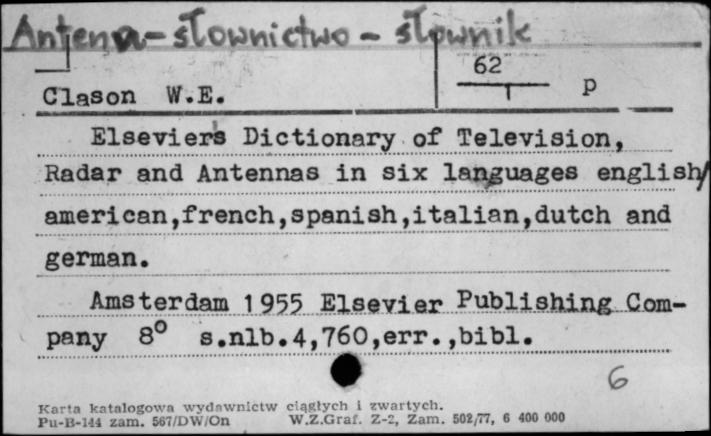 Antena - słownictwo - słownik
62
Clason W.E. p
Elsevier's Dictionary of Television,
Radar and Antennas in six languages english/
american,french,spanish,italian,dutch and
german.
Amsterdam 1955 Elsevier Publishing Com-
pany 8° s.nlb.4,760,err.,bibl.
6
Karta katalogowa wydawnictw ciągłych i zwartych.
Pu-B-144 zam. 567/DW/On W.Z.Graf. Z-2, Zam. 502/77, 6 400 000